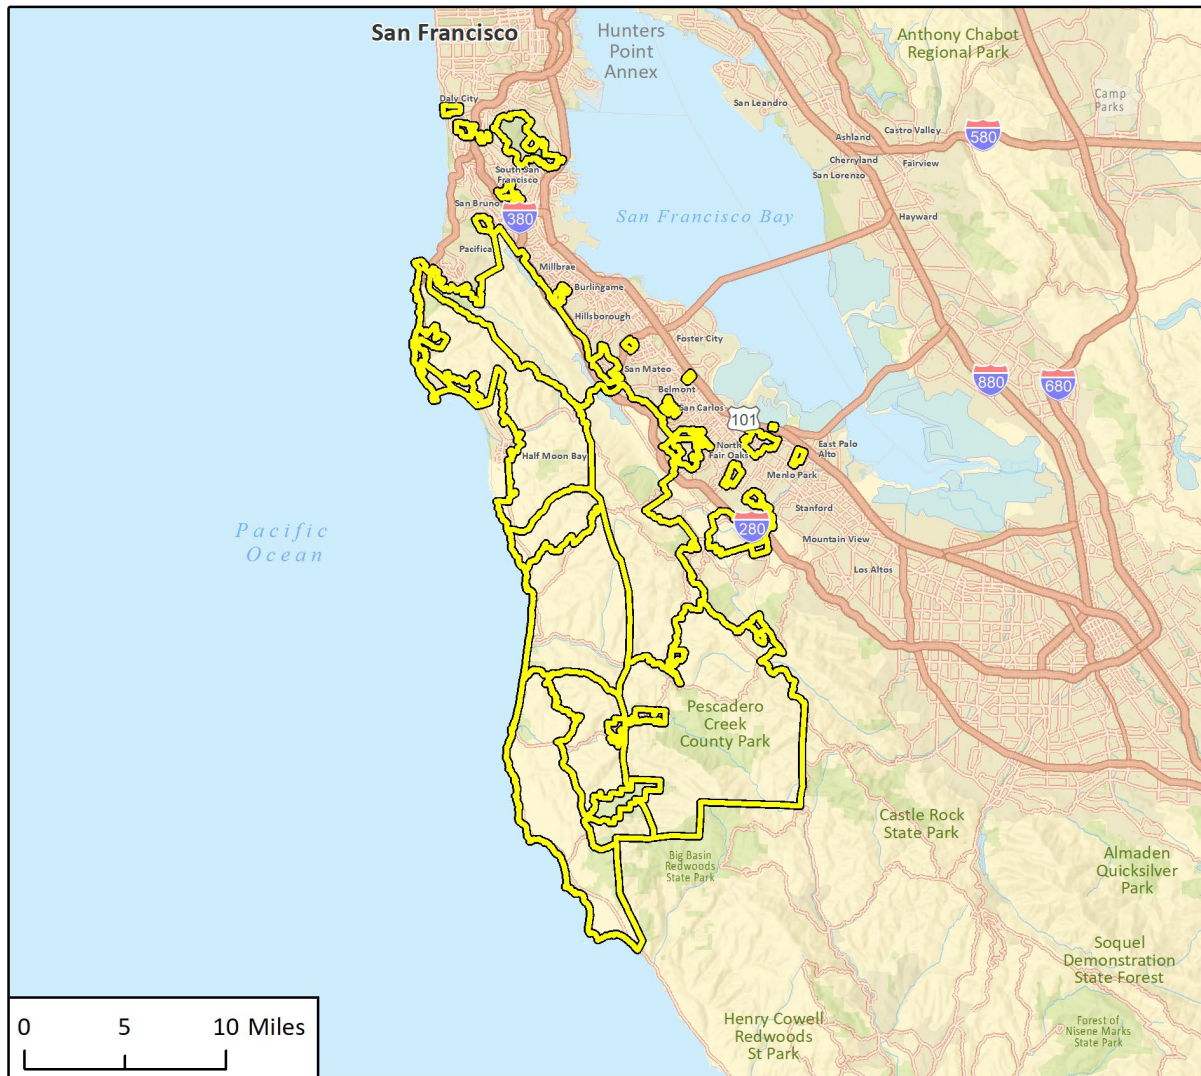 San Francisco
Hunters
Point
Annex
Anthony Chabot
Regional Park
Camp
Parks
Daly City
San Leandro
580
Ashland
Castro Valley
Cherryland
Fairview
San Lorenzo
South San
Francisco
San Bruno
380
San Francisco Bay
Hayward
Pacifica
Millbrae
Burlingame
Hillsborough
Foster City
San Mateo
Belmont
880
680
San Carlos
101
North
Fair Oaks
East Palo
Alto
Half Moon Bay
Menlo Park
Stanford
280
Mountain View
Pacific
Ocean
Los Altos
Pescadero
Creek
County Park
Castle Rock
State Park
Big Basin
Redwoods
State Park
Almaden
Quicksilver
Park
Soquel
Demonstration
State Forest
Henry Cowell
Redwoods
St Park
Forest of
Nisene Marks
State Park
0 5 10 Miles